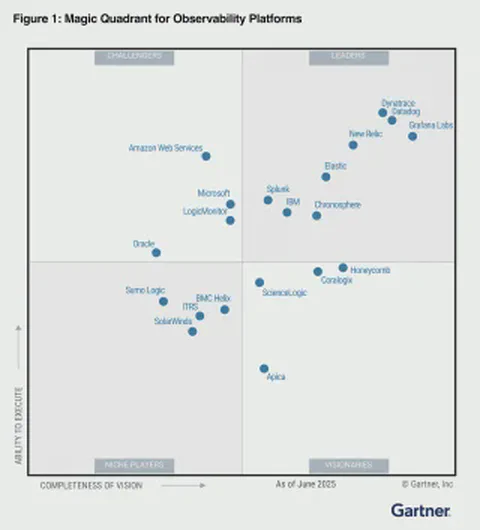 Figure 1: Magic Quadrant for Observability Platforms
CHALLENGERS
LEADERS
Dynatrace
Datadog
Grafana Labs
New Relic
Amazon Web Services
Elastic
Splunk
Microsoft
IBM
Chronosphere
LogicMonitor
Oracle
Honeycomb
Coralogix
Sumo Logic
BMC Helix
ScienceLogic
ITRS
SolarWinds
Apica
ABILITY TO EXECUTE
NICHE PLAYERS
VISIONARIES
COMPLETENESS OF VISION
As of June 2025
© Gartner, Inc
Gartner